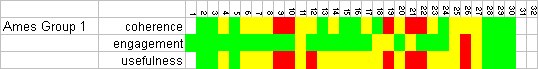 1 2 3 4 5 6 7 8 9 10 11 12 13 14 15 16 17 18 19 20 21 22 23 24 25 26 27 28 29 30 31 32
Ames Group 1 coherence
engagement
usefulness